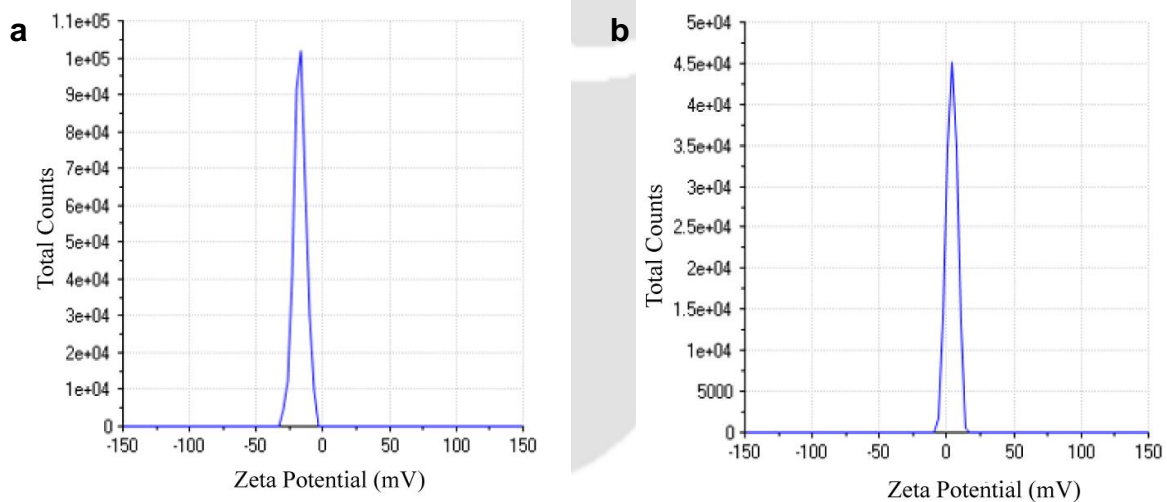 a
Total Counts
1.1e+05
1e+05
9e+04
8e+04
7e+04
6e+04
5e+04
4e+04
3e+04
2e+04
1e+04
0
-150 -100 -50 0 50 100 150
Zeta Potential (mV)
b
Total Counts
5e+04
4.5e+04
4e+04
3.5e+04
3e+04
2.5e+04
2e+04
1.5e+04
1e+04
5000
0
-150 -100 -50 0 50 100 150
Zeta Potential (mV)